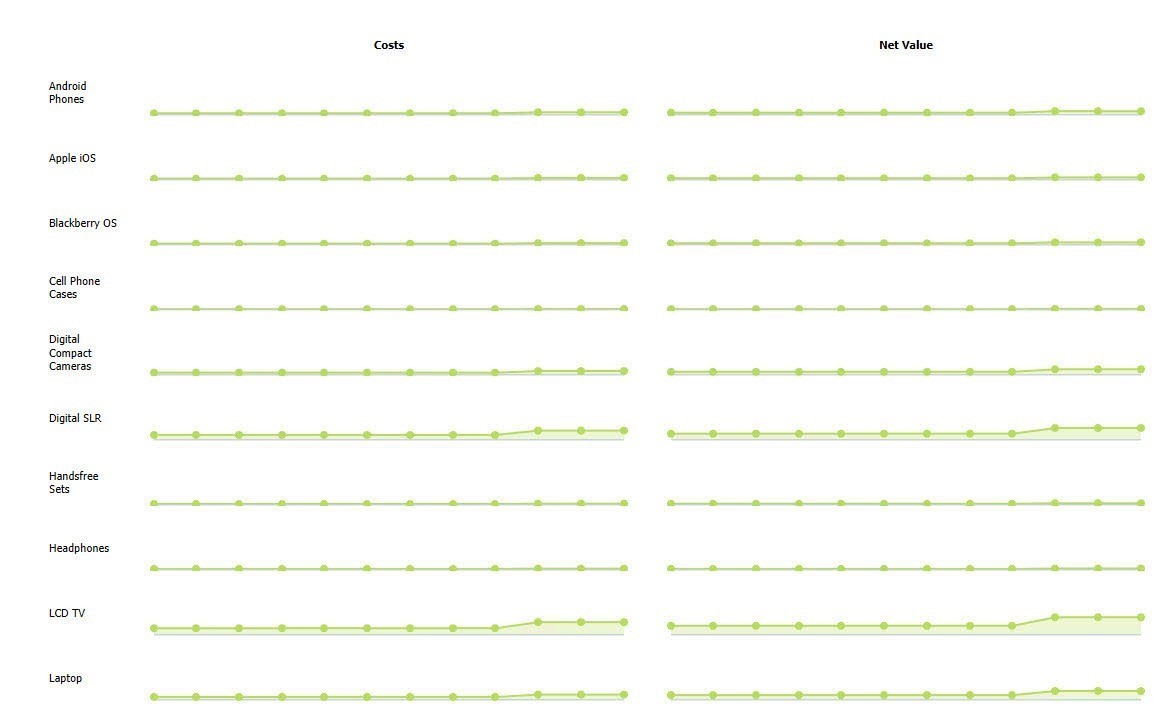 Costs
Net Value
Android
Phones
Apple iOS
Blackberry OS
Cell Phone
Cases
Digital
Compact
Cameras
Digital SLR
Handsfree
Sets
Headphones
LCD TV
Laptop